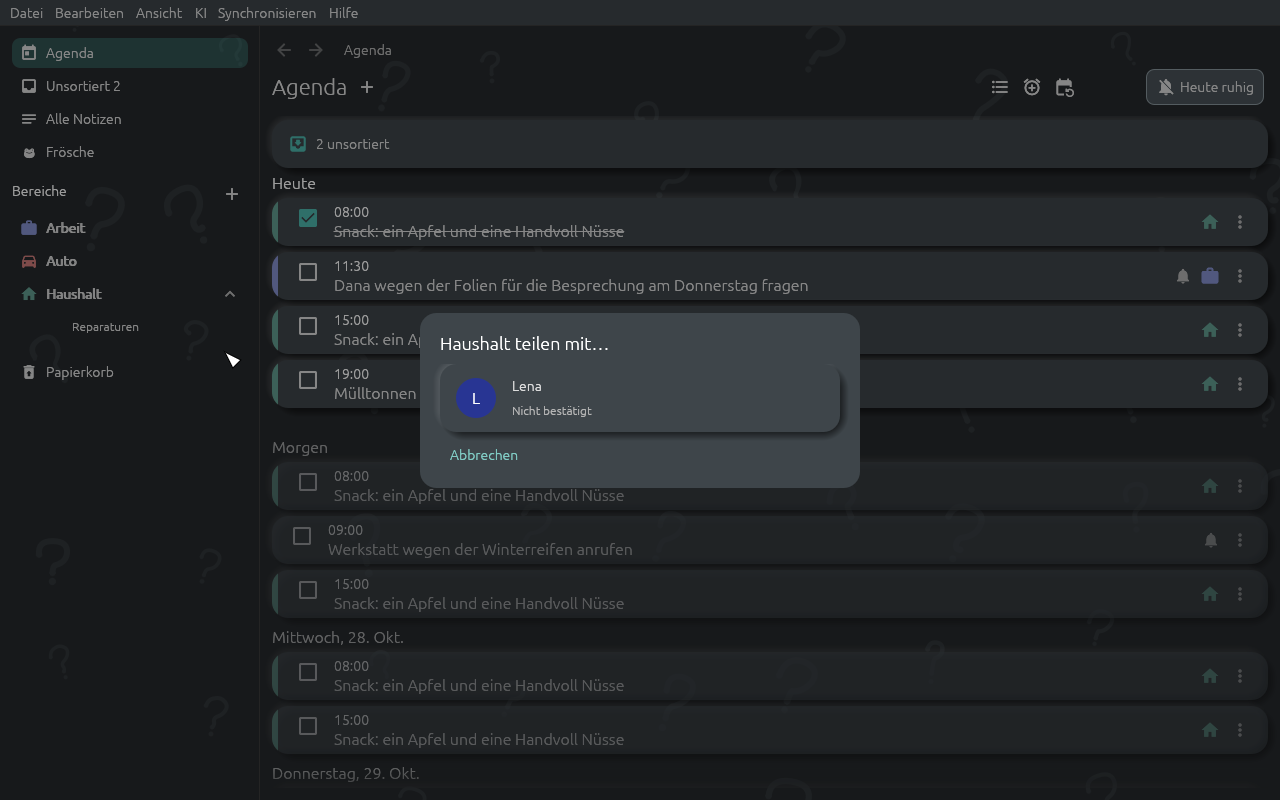 Datei Bearbeiten Ansicht KI Synchronisieren Hilfe
Agenda
Unsortiert 2
Alle Notizen
Frösche
Bereiche
Arbeit
Auto
Haushalt
Reparaturen
Papierkorb
Agenda
Agenda
Heute ruhig
2 unsortiert
Heute
08:00
Snack: ein Apfel und eine Handvoll Nüsse
11:30
Dana wegen der Folien für die Besprechung am Donnerstag fragen
15:00
Snack: ein
19:00
Mülltonnen
Haushalt teilen mit…
L
Lena
Nicht bestätigt
Abbrechen
Morgen
08:00
Snack: ein Apfel und eine Handvoll Nüsse
09:00
Werkstatt wegen der Winterreifen anrufen
15:00
Snack: ein Apfel und eine Handvoll Nüsse
Mittwoch, 28. Okt.
08:00
Snack: ein Apfel und eine Handvoll Nüsse
15:00
Snack: ein Apfel und eine Handvoll Nüsse
Donnerstag, 29. Okt.